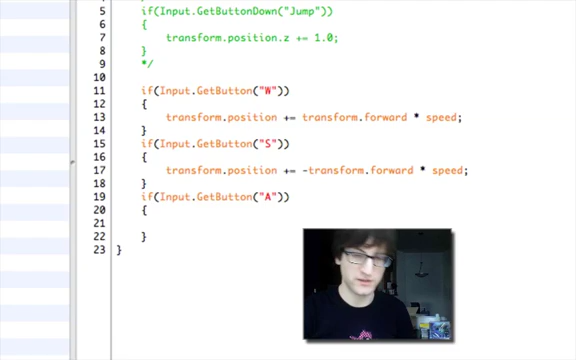 5 if(Input.GetButtonDown("Jump"))
6 {
7 transform.position.z += 1.0;
8 }
9 */
10
11 if(Input.GetButton("W"))
12 {
13 transform.position += transform.forward * speed;
14 }
15 if(Input.GetButton("S"))
16 {
17 transform.position += -transform.forward * speed;
18 }
19 if(Input.GetButton("A"))
20 {
21
22 }
23 }